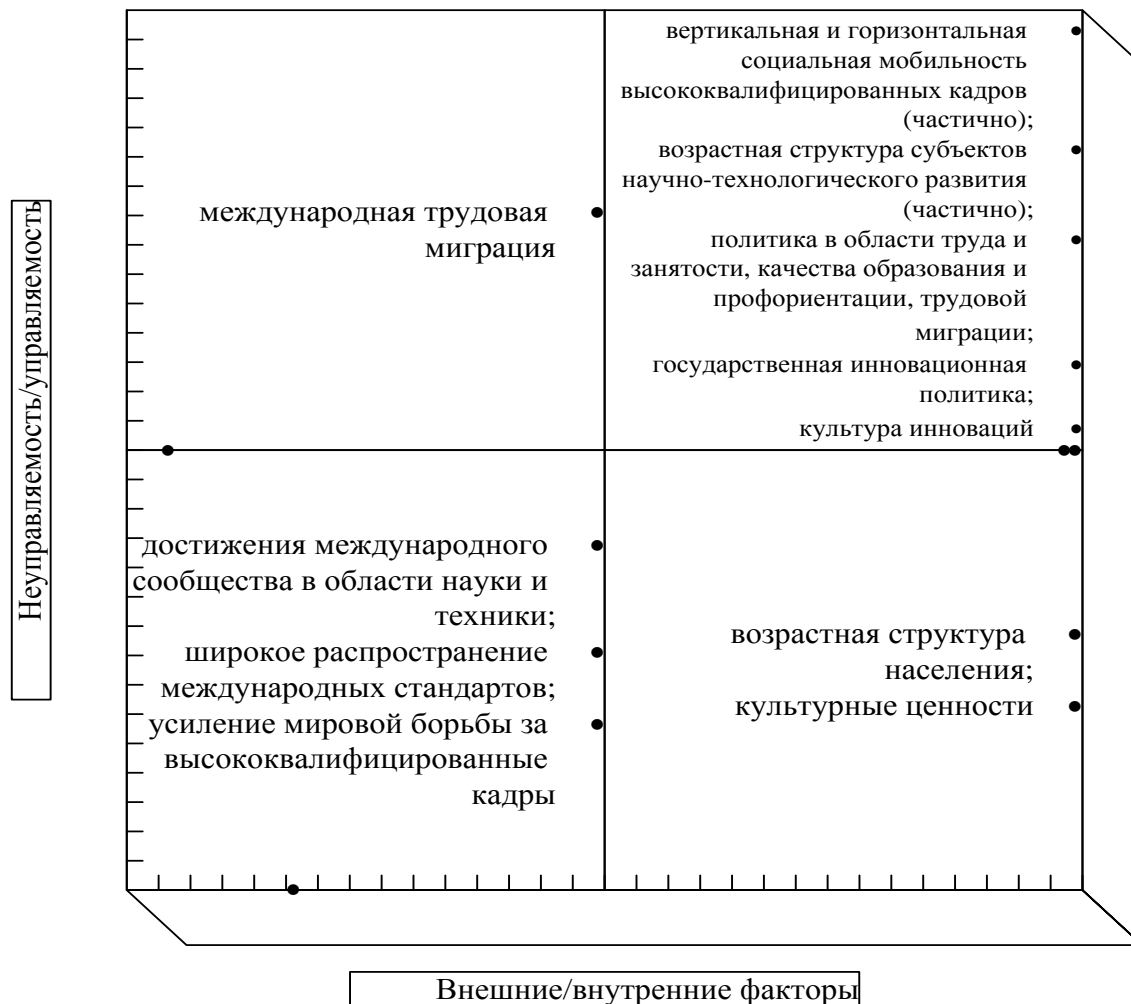 Неуправляемость/управляемость
международная трудовая
миграция
вертикальная и горизонтальная
социальная мобильность
высококвалифицированных кадров
(частично);
возрастная структура субъектов
научно-технологического развития
(частично);
политика в области труда и
занятости, качества образования и
профориентации, трудовой
миграции;
государственная инновационная
политика;
культура инноваций
достижения международного
сообщества в области науки и
техники;
широкое распространение
международных стандартов;
усиление мировой борьбы за
высококвалифицированные
кадры
возрастная структура
населения;
культурные ценности
Внешние/внутренние факторы